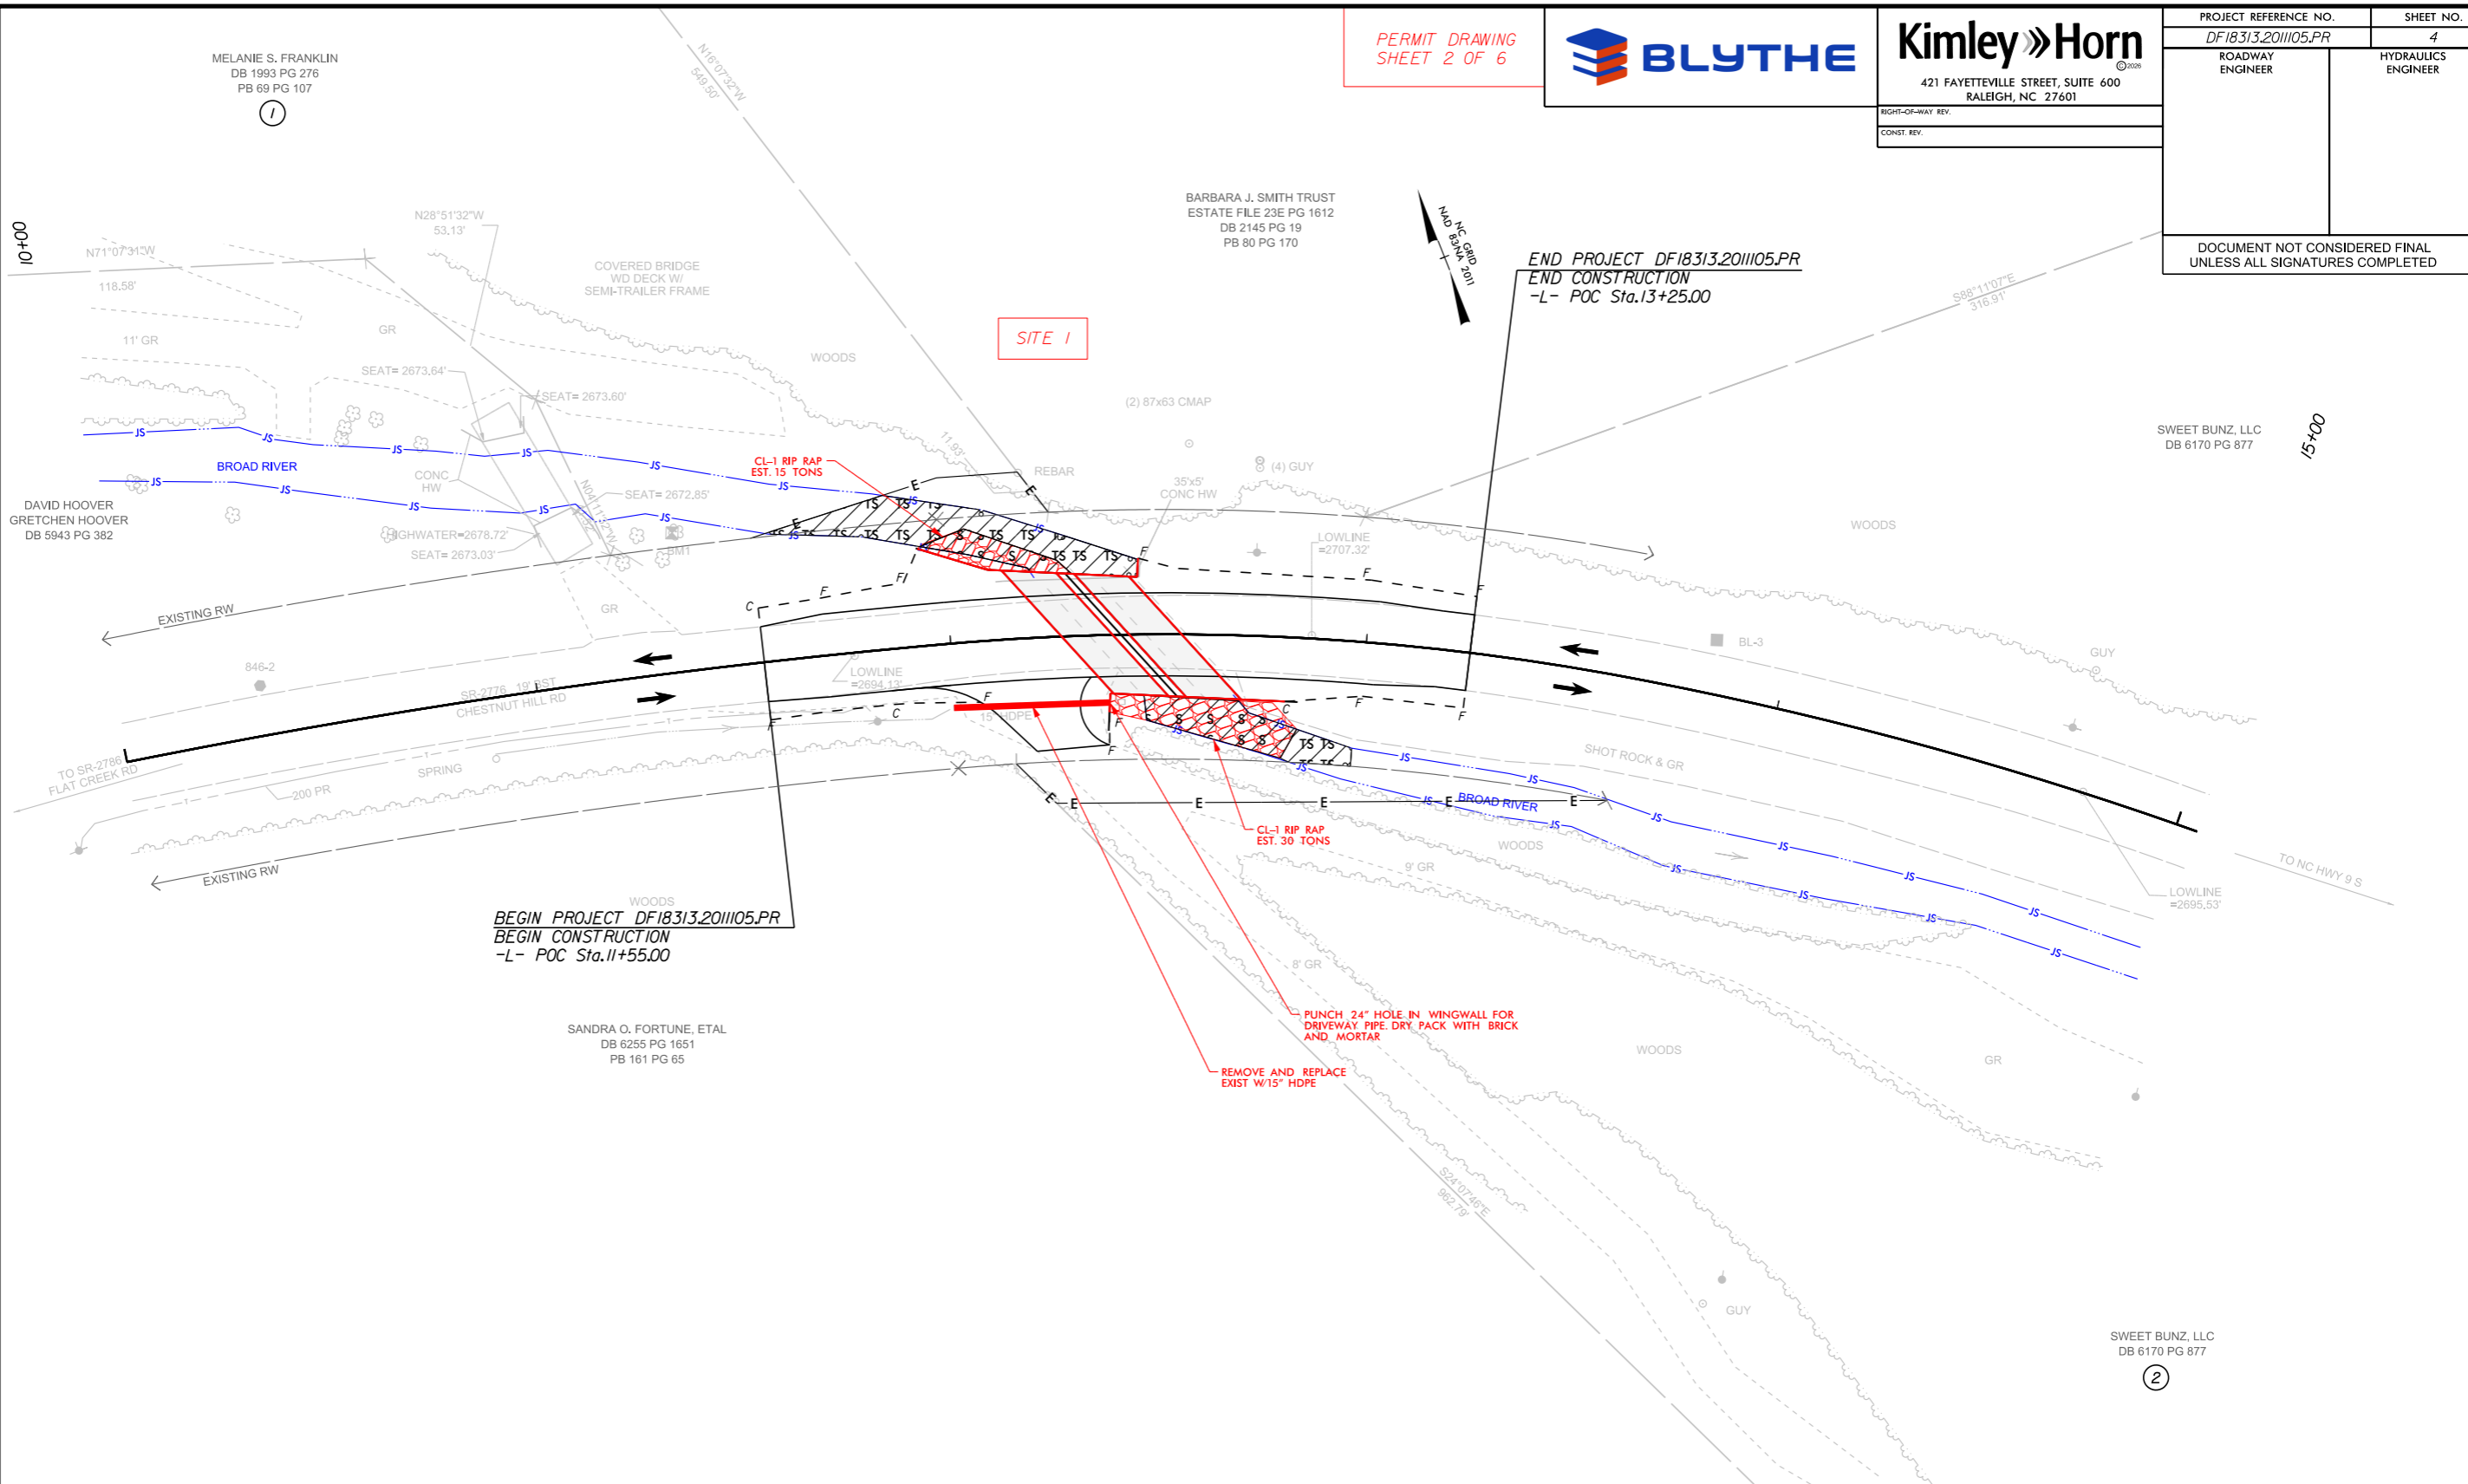 PERMIT DRAWING
SHEET 2 OF 6
BLYTHE
Kimley»Horn
©2026
421 FAYETTEVILLE STREET, SUITE 600
RALEIGH, NC 27601
RIGHT-OF-WAY REV.
CONST. REV.
PROJECT REFERENCE NO.
SHEET NO.
DF18313.2011105.PR
4
ROADWAY
ENGINEER
HYDRAULICS
ENGINEER
DOCUMENT NOT CONSIDERED FINAL
UNLESS ALL SIGNATURES COMPLETED
MELANIE S. FRANKLIN
DB 1993 PG 276
PB 69 PG 107
1
N16°07'32"W
549.50'
BARBARA J. SMITH TRUST
ESTATE FILE 23E PG 1612
DB 2145 PG 19
PB 80 PG 170
NC GRID
NAD 83/NA 2011
END PROJECT DF18313.2011105.PR
END CONSTRUCTION
-L- POC Sta.13+25.00
S88°11'07"E
316.91'
10+00
N71°07'31"W
118.58'
N28°51'32"W
53.13'
COVERED BRIDGE
WD DECK W/
SEMI-TRAILER FRAME
GR
11' GR
SITE 1
WOODS
SEAT= 2673.64'
SEAT= 2673.60'
(2) 87x63 CMAP
SWEET BUNZ, LLC
DB 6170 PG 877
15+00
BROAD RIVER
CONC
HW
CL-1 RIP RAP
EST. 15 TONS
11.93'
REBAR
(4) GUY
35'x5'
CONC HW
SEAT= 2672.85'
DAVID HOOVER
GRETCHEN HOOVER
DB 5943 PG 382
HIGHWATER=2678.72'
SEAT= 2673.03'
BM1
LOWLINE
=2707.32'
WOODS
EXISTING RW
GR
846-2
BL-3
GUY
SR-2776 19' BST
CHESTNUT HILL RD
LOWLINE
=2694.13'
15" HDPE
TO SR-2786
FLAT CREEK RD
SPRING
200 PR
SHOT ROCK & GR
BROAD RIVER
EXISTING RW
CL-1 RIP RAP
EST. 30 TONS
WOODS
9' GR
TO NC HWY 9 S
LOWLINE
=2695.53'
WOODS
BEGIN PROJECT DF18313.2011105.PR
BEGIN CONSTRUCTION
-L- POC Sta.11+55.00
8' GR
PUNCH 24" HOLE IN WINGWALL FOR
DRIVEWAY PIPE. DRY PACK WITH BRICK
AND MORTAR
SANDRA O. FORTUNE, ETAL
DB 6255 PG 1651
PB 161 PG 65
WOODS
GR
REMOVE AND REPLACE
EXIST W/15" HDPE
S24°07'46"E
962.79'
GUY
SWEET BUNZ, LLC
DB 6170 PG 877
2